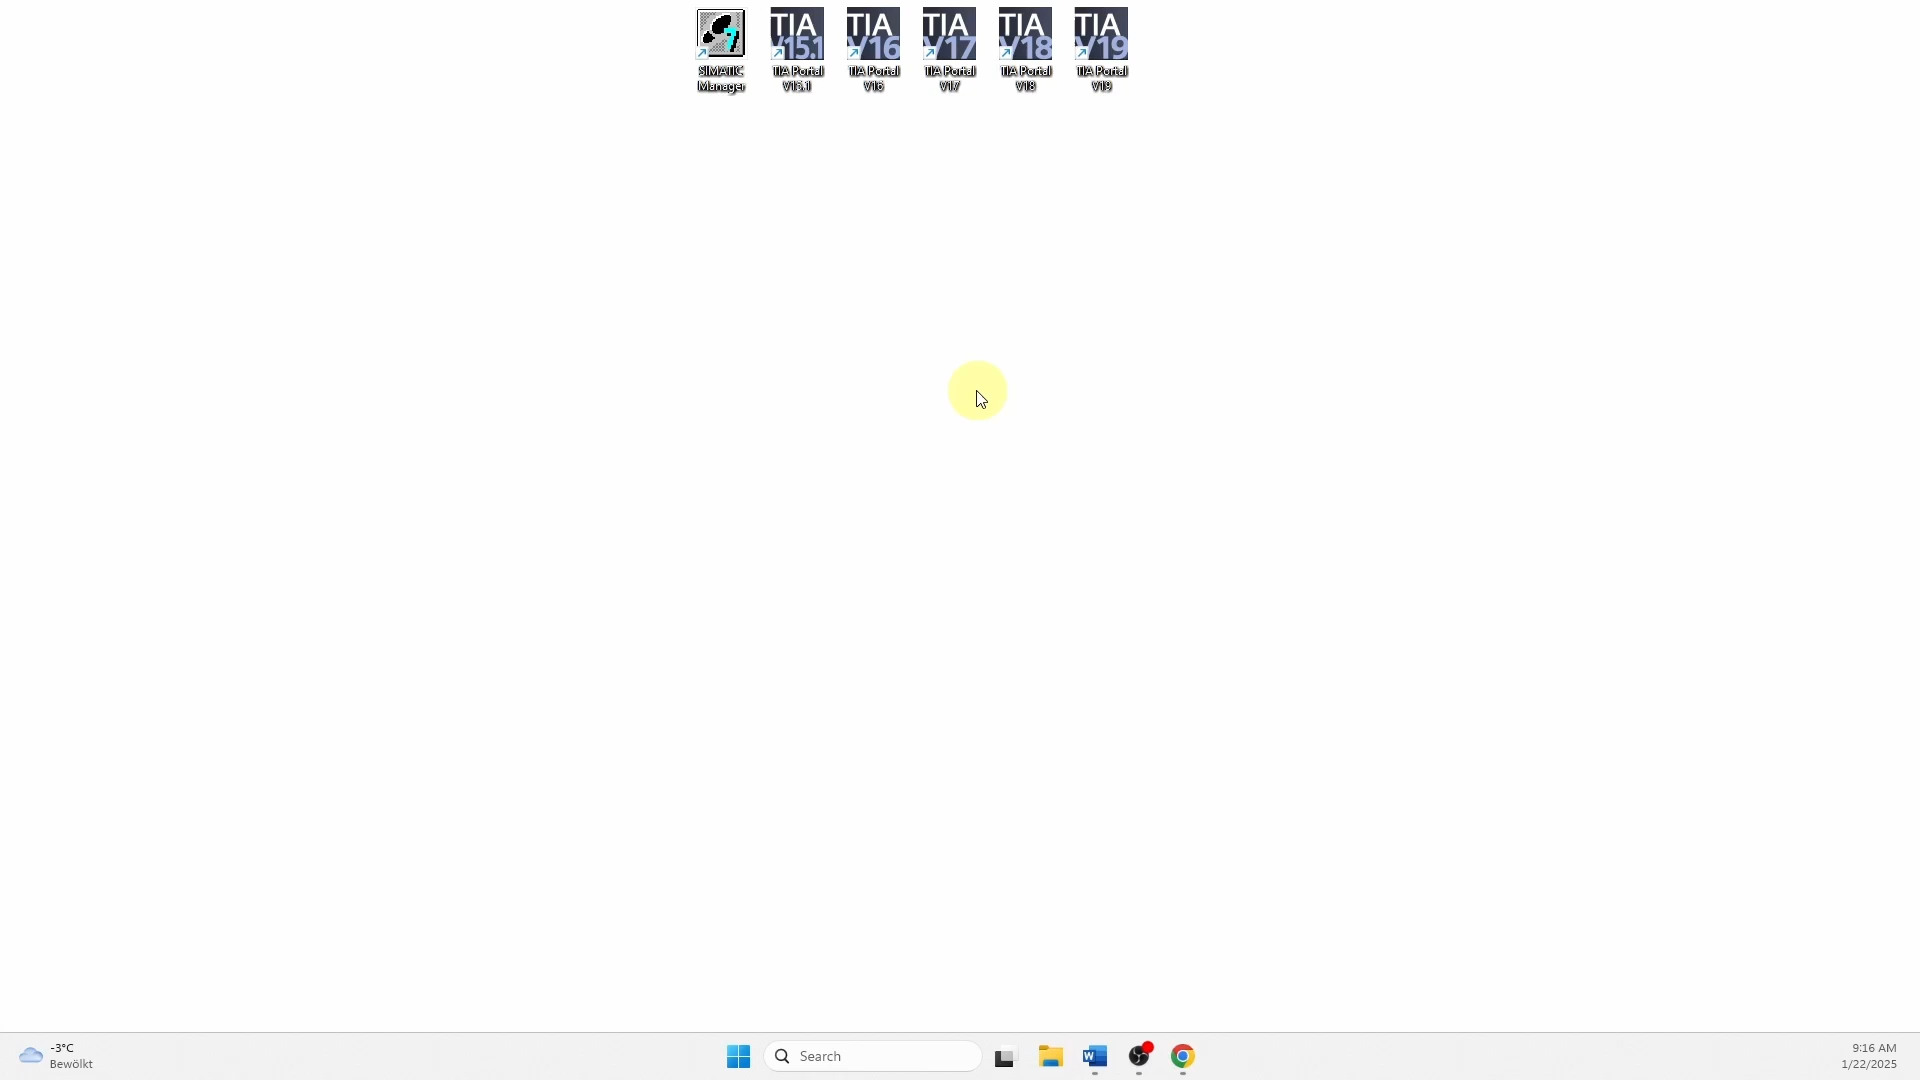 TIA V15.1
TIA V16
TIA V17
TIA V18
TIA V19
SIMATIC Manager
TIA Portal V15.1
TIA Portal V16
TIA Portal V17
TIA Portal V18
TIA Portal V19
-3°C
Bewölkt
Search
9:16 AM
1/22/2025